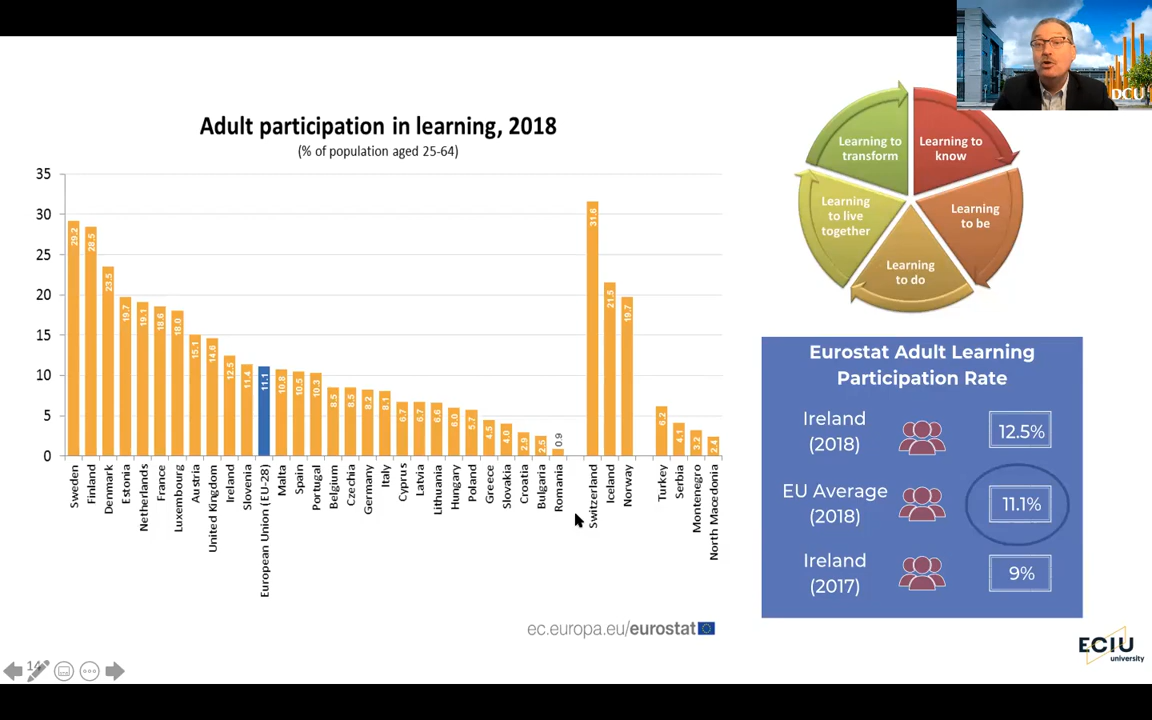 Adult participation in learning, 2018
(% of population aged 25-64)
35
30
25
20
15
10
5
0
29.2
28.5
23.5
19.7
19.1
18.6
18.0
15.1
14.6
12.5
11.4
11.1
10.8
10.5
10.3
8.5
8.5
8.2
8.1
6.7
6.7
6.6
6.0
5.7
4.5
4.0
2.9
2.5
0.9
31.6
21.5
19.7
6.2
4.1
3.2
2.4
Sweden
Finland
Denmark
Estonia
Netherlands
France
Luxembourg
Austria
United Kingdom
Ireland
Slovenia
European Union (EU-28)
Malta
Spain
Portugal
Belgium
Czechia
Germany
Italy
Cyprus
Latvia
Lithuania
Hungary
Poland
Greece
Slovakia
Croatia
Bulgaria
Romania
Switzerland
Iceland
Norway
Turkey
Serbia
Montenegro
North Macedonia
ec.europa.eu/eurostat
14
DCU
Learning to
transform
Learning to
know
Learning
to live
together
Learning
to be
Learning
to do
Eurostat Adult Learning
Participation Rate
Ireland
(2018)
12.5%
EU Average
(2018)
11.1%
Ireland
(2017)
9%
ECIU
university